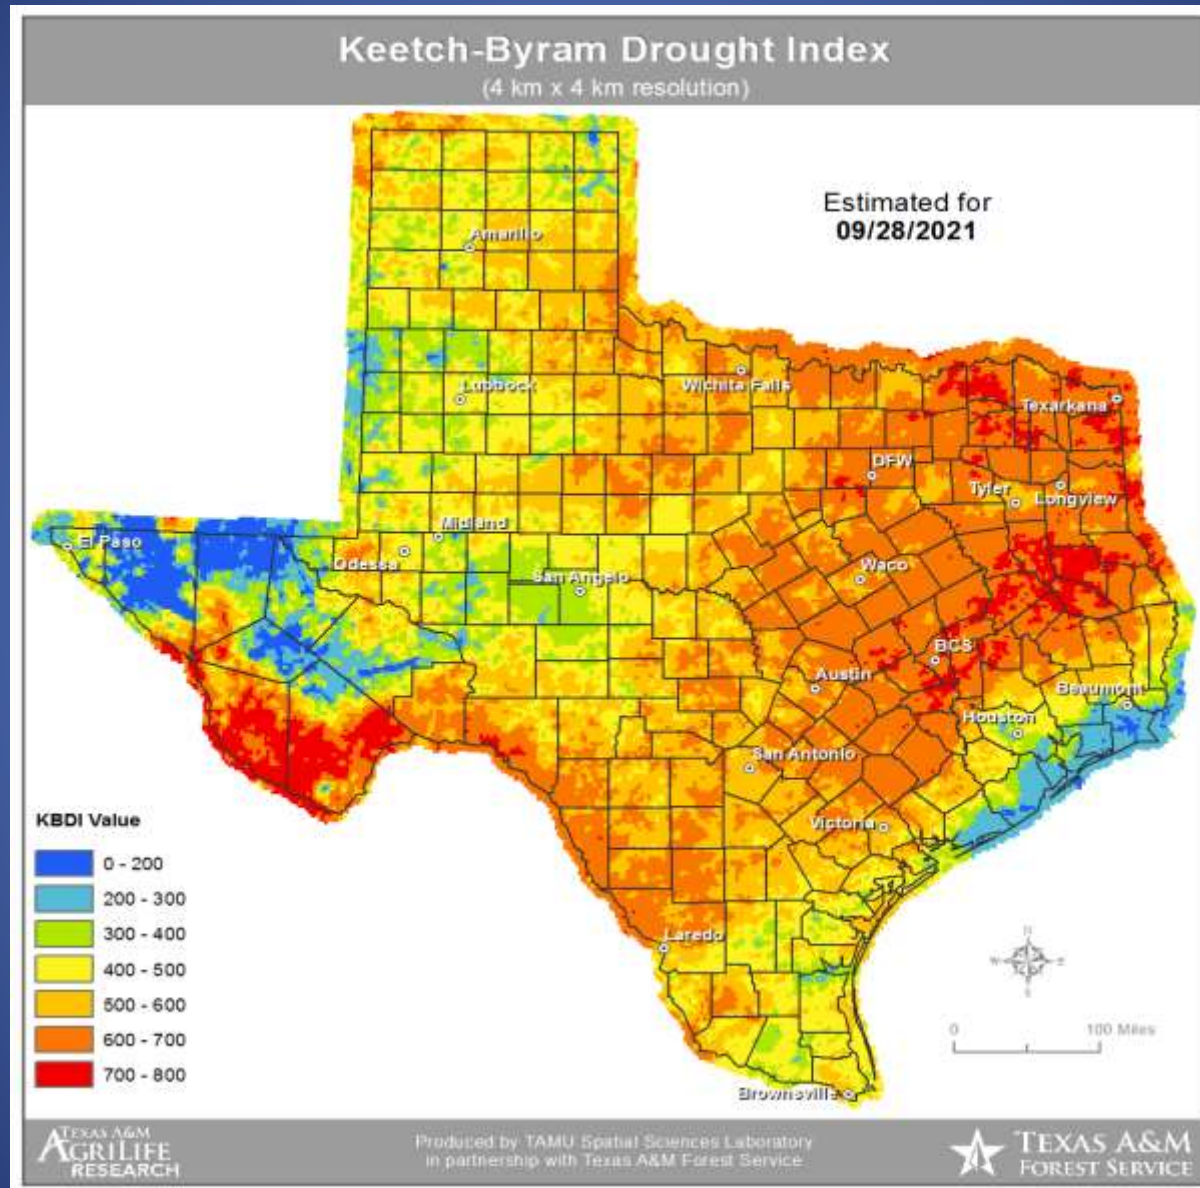 Keetch-Byram Drought Index
(4 km x 4 km resolution)
Estimated for
09/28/2021
Amarillo
Lubbock
Wichita Falls
Texarkana
DFW
Tyler
Longview
Midland
El Paso
Odessa
San Angelo
Waco
BCS
Austin
Beaumont
Houston
San Antonio
Victoria
Laredo
Brownsville
KBDI Value
0 - 200
200 - 300
300 - 400
400 - 500
500 - 600
600 - 700
700 - 800
N
W E
S
0 100 Miles
TEXAS A&M
AGRILIFE
RESEARCH
Produced by TAMU Spatial Sciences Laboratory
in partnership with Texas A&M Forest Service
TEXAS A&M
FOREST SERVICE